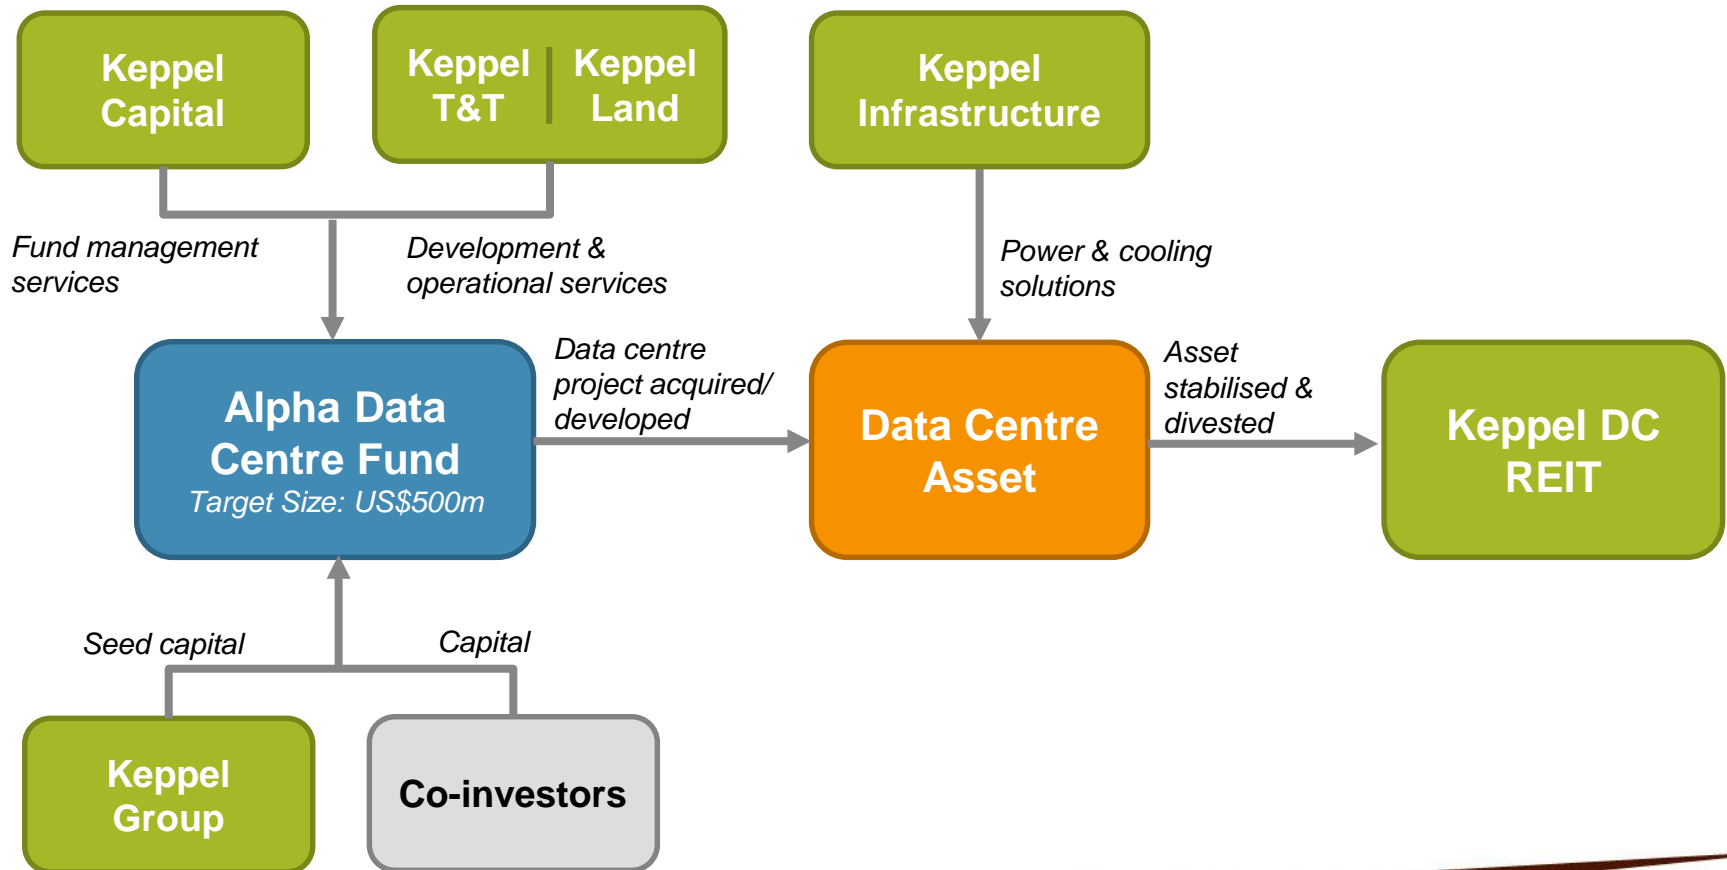 Keppel
Capital
Keppel
T&T
Keppel
Land
Keppel
Infrastructure
Fund management
services
Development &
operational services
Power & cooling
solutions
Alpha Data
Centre Fund
Target Size: US$500m
Data centre
project acquired/
developed
Data Centre
Asset
Asset
stabilised &
divested
Keppel DC
REIT
Seed capital
Capital
Keppel
Group
Co-investors